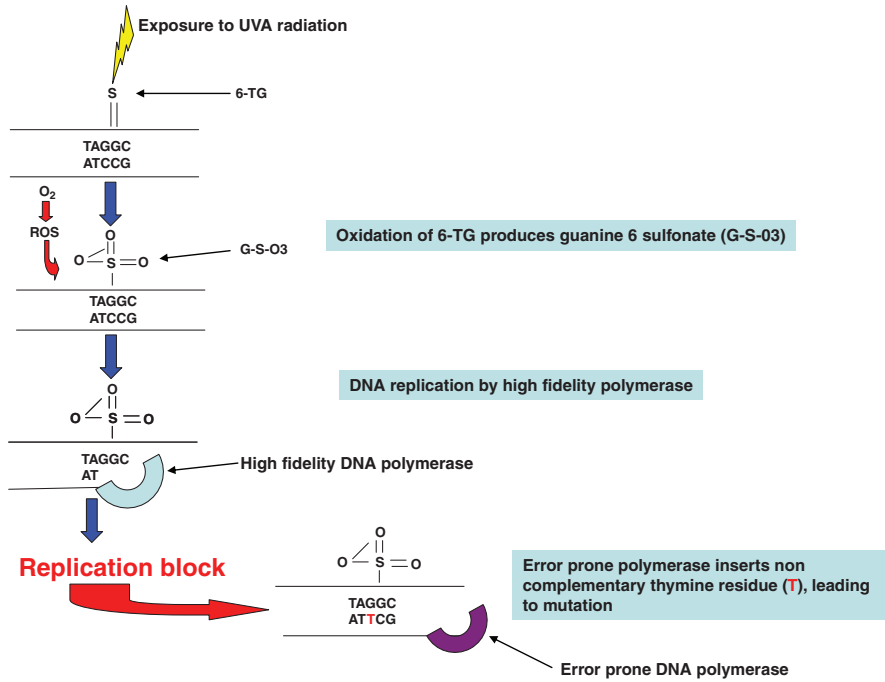 Exposure to UVA radiation
S
6-TG
TAGGC
ATCCG
O2
ROS
O
O S O
G-S-O3
Oxidation of 6-TG produces guanine 6 sulfonate (G-S-03)
TAGGC
ATCCG
DNA replication by high fidelity polymerase
O
O S O
TAGGC
AT
High fidelity DNA polymerase
Replication block
O
O S O
TAGGC
ATTCG
Error prone polymerase inserts non
complementary thymine residue (T), leading
to mutation
Error prone DNA polymerase